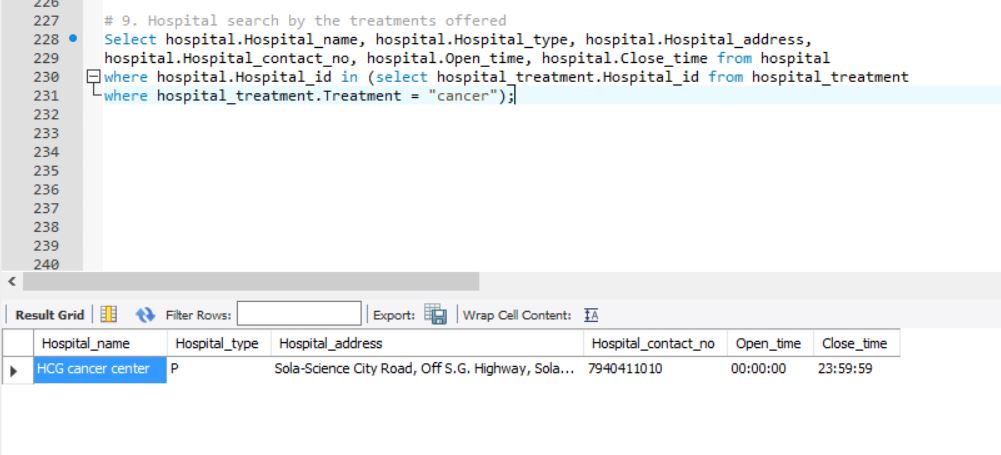 226
227 # 9. Hospital search by the treatments offered
228 Select hospital.Hospital_name, hospital.Hospital_type, hospital.Hospital_address,
229 hospital.Hospital_contact_no, hospital.Open_time, hospital.Close_time from hospital
230 where hospital.Hospital_id in (select hospital_treatment.Hospital_id from hospital_treatment
231 where hospital_treatment.Treatment = "cancer");
232
233
234
235
236
237
238
239
240
Result Grid Filter Rows: Export: Wrap Cell Content: IA
Hospital_name Hospital_type Hospital_address Hospital_contact_no Open_time Close_time
HCG cancer center P Sola-Science City Road, Off S.G. Highway, Sola... 7940411010 00:00:00 23:59:59